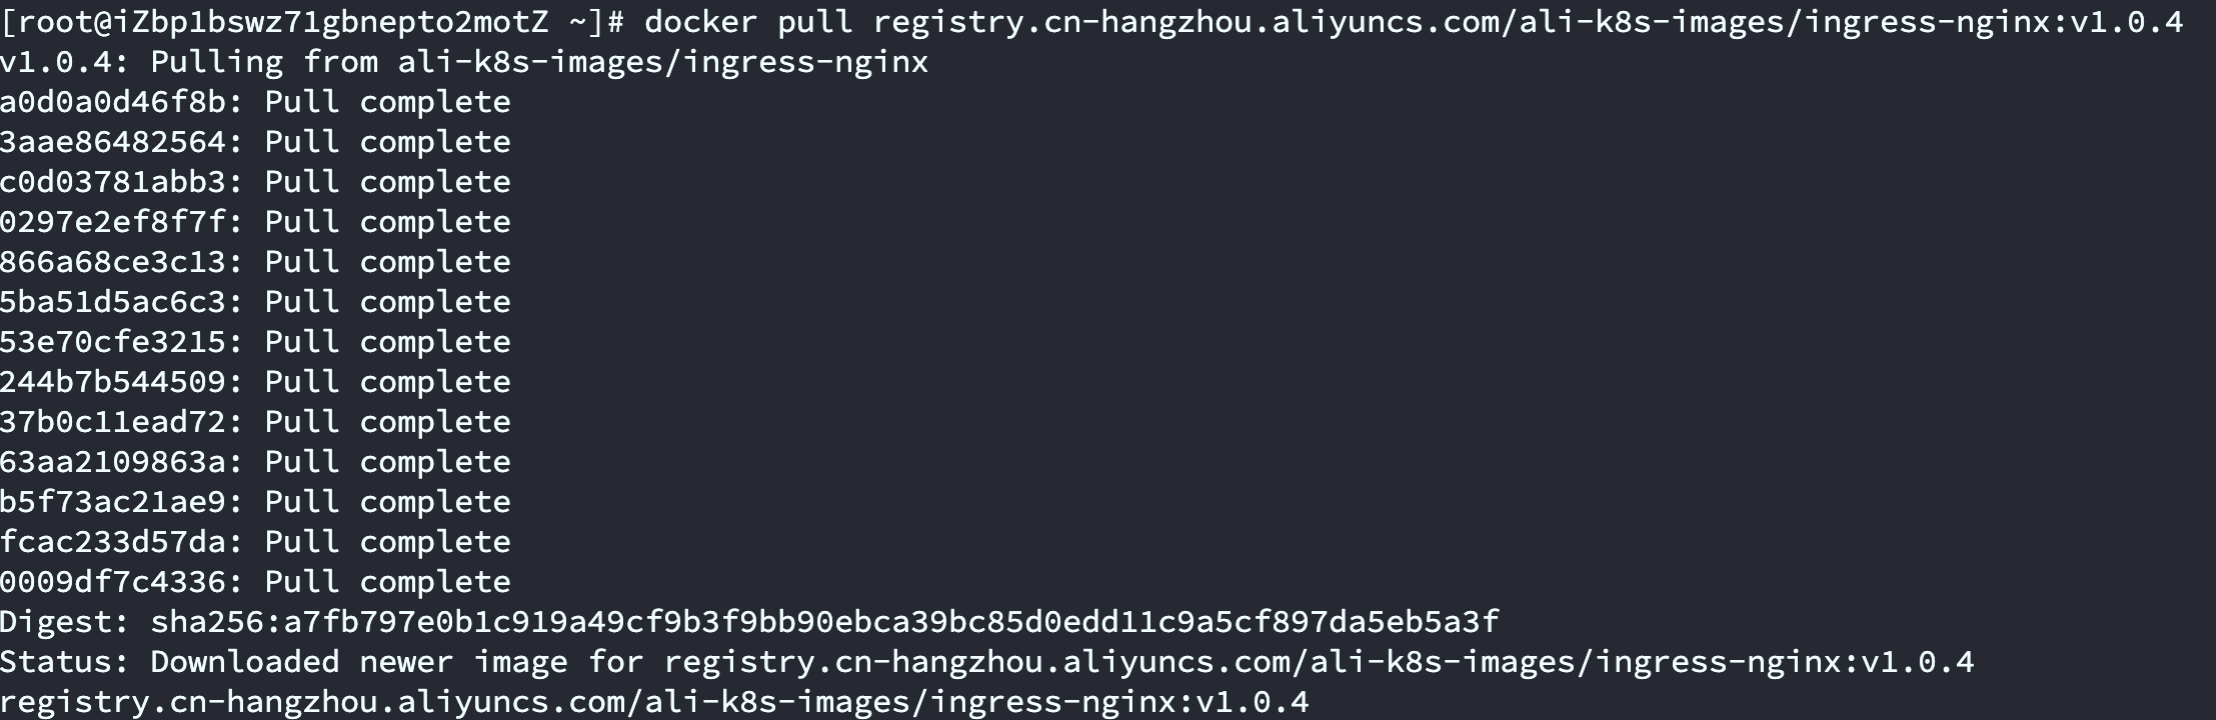 [root@iZbp1bswz71gbnepto2motZ ~]# docker pull registry.cn-hangzhou.aliyuncs.com/ali-k8s-images/ingress-nginx:v1.0.4
v1.0.4: Pulling from ali-k8s-images/ingress-nginx
a0d0a0d46f8b: Pull complete
3aae86482564: Pull complete
c0d03781abb3: Pull complete
0297e2ef8f7f: Pull complete
866a68ce3c13: Pull complete
5ba51d5ac6c3: Pull complete
53e70cfe3215: Pull complete
244b7b544509: Pull complete
37b0c11ead72: Pull complete
63aa2109863a: Pull complete
b5f73ac21ae9: Pull complete
fcac233d57da: Pull complete
0009df7c4336: Pull complete
Digest: sha256:a7fb797e0b1c919a49cf9b3f9bb90ebca39bc85d0edd11c9a5cf897da5eb5a3f
Status: Downloaded newer image for registry.cn-hangzhou.aliyuncs.com/ali-k8s-images/ingress-nginx:v1.0.4
registry.cn-hangzhou.aliyuncs.com/ali-k8s-images/ingress-nginx:v1.0.4